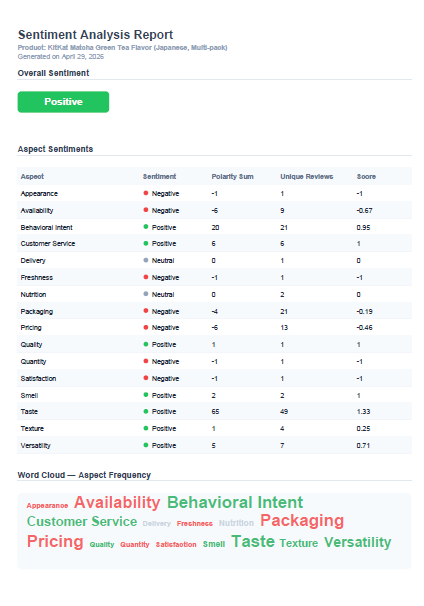 Sentiment Analysis Report
Product: KitKat Matcha Green Tea Flavor (Japanese, Multi-pack)
Generated on April 29, 2026
Overall Sentiment
Positive
Aspect Sentiments
Aspect Sentiment Polarity Sum Unique Reviews Score
Appearance Negative -1 1 -1
Availability Negative -6 9 -0.67
Behavioral Intent Positive 20 21 0.95
Customer Service Positive 6 6 1
Delivery Neutral 0 1 0
Freshness Negative -1 1 -1
Nutrition Neutral 0 2 0
Packaging Negative -4 21 -0.19
Pricing Negative -6 13 -0.46
Quality Positive 1 1 1
Quantity Negative -1 1 -1
Satisfaction Negative -1 1 -1
Smell Positive 2 2 1
Taste Positive 65 49 1.33
Texture Positive 1 4 0.25
Versatility Positive 5 7 0.71
Word Cloud — Aspect Frequency
Appearance Availability Behavioral Intent
Customer Service Delivery Freshness Nutrition Packaging
Pricing Quality Quantity Satisfaction Smell Taste Texture Versatility